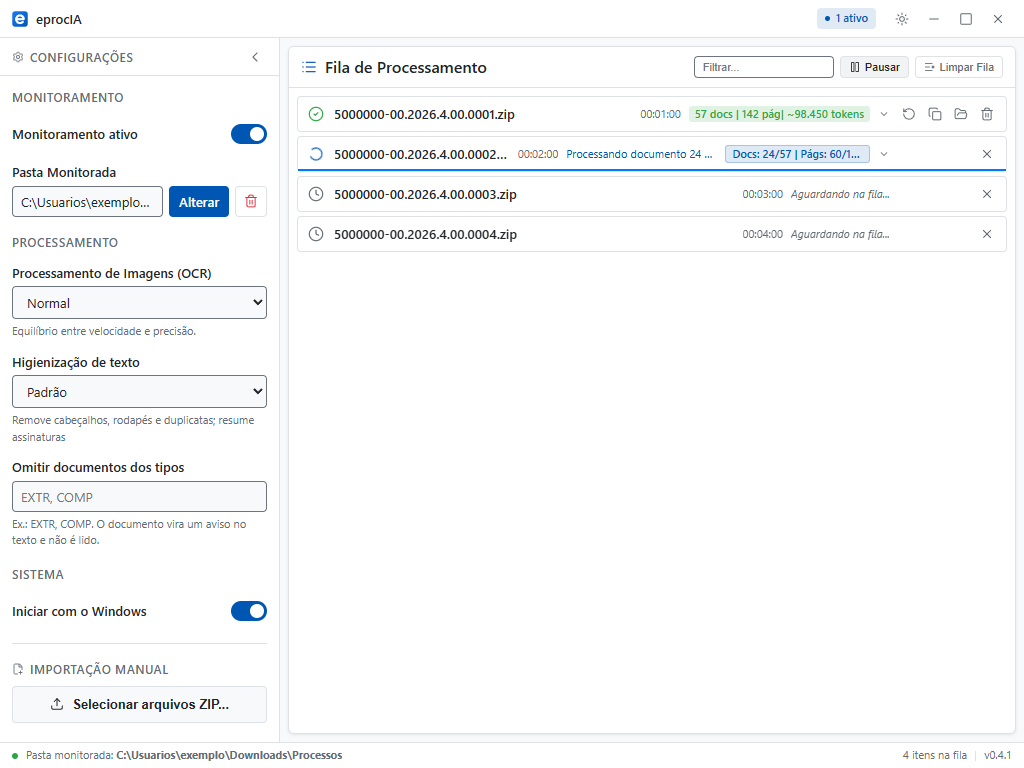 eprocIA
1 ativo
CONFIGURAÇÕES
MONITORAMENTO
Monitoramento ativo
Pasta Monitorada
C:\Usuarios\exemplo...
Alterar
PROCESSAMENTO
Processamento de Imagens (OCR)
Normal
Equilíbrio entre velocidade e precisão.
Higienização de texto
Padrão
Remove cabeçalhos, rodapés e duplicatas; resume
assinaturas
Omitir documentos dos tipos
EXTR, COMP
Ex.: EXTR, COMP. O documento vira um aviso no
texto e não é lido.
SISTEMA
Iniciar com o Windows
IMPORTAÇÃO MANUAL
Selecionar arquivos ZIP...
Fila de Processamento
Filtrar...
Pausar
Limpar Fila
5000000-00.2026.4.00.0001.zip 00:01:00 57 docs | 142 pág| ~98.450 tokens
5000000-00.2026.4.00.0002... 00:02:00 Processando documento 24 ... Docs: 24/57 | Págs: 60/1...
5000000-00.2026.4.00.0003.zip 00:03:00 Aguardando na fila...
5000000-00.2026.4.00.0004.zip 00:04:00 Aguardando na fila...
Pasta monitorada: C:\Usuarios\exemplo\Downloads\Processos
4 itens na fila | v0.4.1